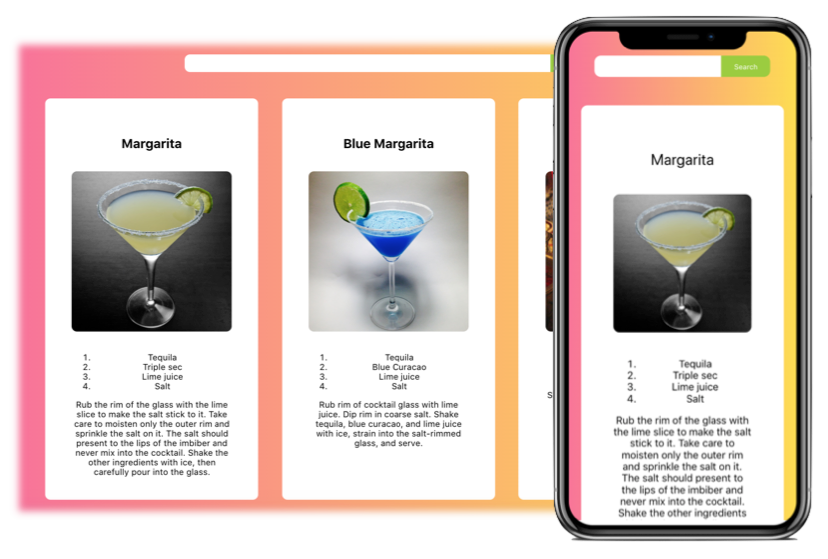 Margarita
1. Tequila
2. Triple sec
3. Lime juice
4. Salt
Rub the rim of the glass with the lime
slice to make the salt stick to it. Take
care to moisten only the outer rim and
sprinkle the salt on it. The salt should
present to the lips of the imbiber and
never mix into the cocktail. Shake the
other ingredients with ice, then
carefully pour into the glass.
Blue Margarita
1. Tequila
2. Blue Curacao
3. Lime juice
4. Salt
Rub rim of cocktail glass with lime
juice. Dip rim in coarse salt. Shake
tequila, blue curacao, and lime juice
with ice, strain into the salt-rimmed
glass, and serve.
S
Search
Margarita
1. Tequila
2. Triple sec
3. Lime juice
4. Salt
Rub the rim of the glass with
the lime slice to make the salt
stick to it. Take care to
moisten only the outer rim
and sprinkle the salt on it.
The salt should present to
the lips of the imbiber and
never mix into the cocktail.
Shake the other ingredients